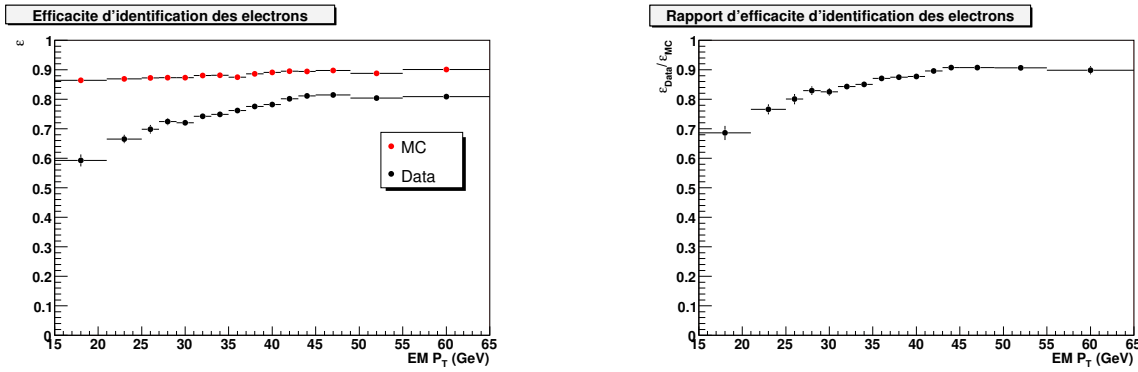 Efficacite d'identification des electrons
ε
1
0.9
0.8
0.7
0.6
0.5
0.4
0.3
0.2
0.1
0
15 20 25 30 35 40 45 50 55 60 65
EM P_T (GeV)
MC
Data
Rapport d'efficacite d'identification des electrons
ε_Data/ε_MC
1
0.9
0.8
0.7
0.6
0.5
0.4
0.3
0.2
0.1
0
15 20 25 30 35 40 45 50 55 60 65
EM P_T (GeV)